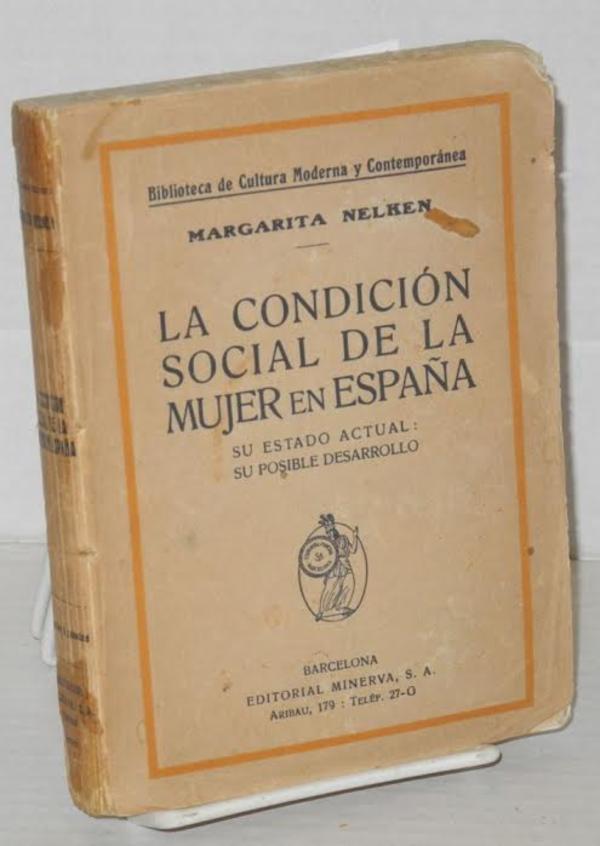 Biblioteca de Cultura Moderna y Contemporánea
MARGARITA NELKEN
LA CONDICIÓN
SOCIAL DE LA
MUJER EN ESPAÑA
SU ESTADO ACTUAL:
SU POSIBLE DESARROLLO
BARCELONA
EDITORIAL MINERVA, S. A.
ARIBAU, 179 : TELÉF. 27-G